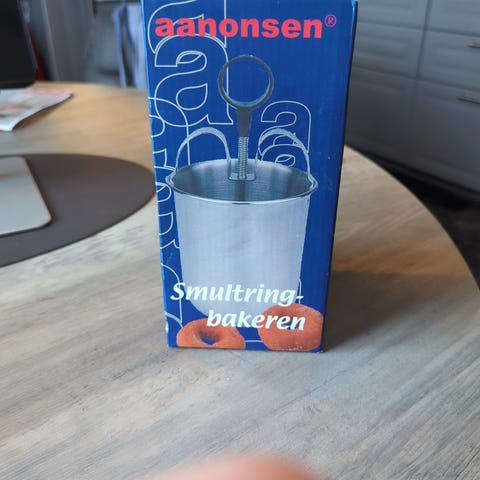 aanonsen®
Smultring-
bakeren